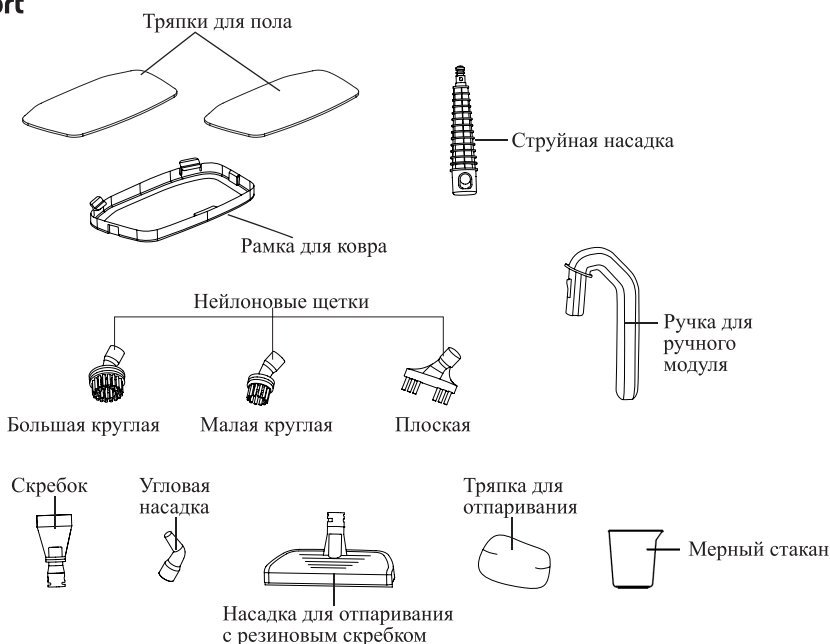 ort
Тряпки для пола
Струйная насадка
Рамка для ковра
Нейлоновые щетки
Ручка для
ручного
модуля
Большая круглая
Малая круглая
Плоская
Скребок
Угловая
насадка
Тряпка для
отпаривания
Мерный стакан
Насадка для отпаривания
с резиновым скребком